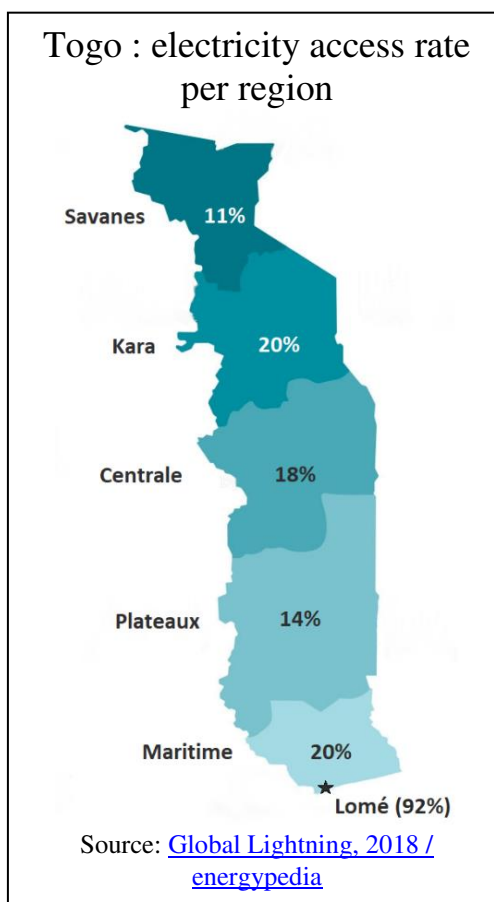 Togo : electricity access rate
per region
Savanes
11%
Kara
20%
Centrale
18%
Plateaux
14%
Maritime
20%
Lomé (92%)
Source: Global Lightning, 2018 /
energypedia